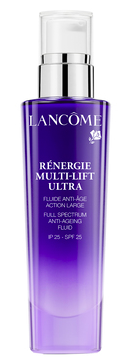 LANCÔME
RÉNERGIE
MULTI-LIFT
ULTRA
FLUIDE ANTI-ÂGE
ACTION LARGE
FULL SPECTRUM
ANTI-AGEING
FLUID
IP 25 - SPF 25